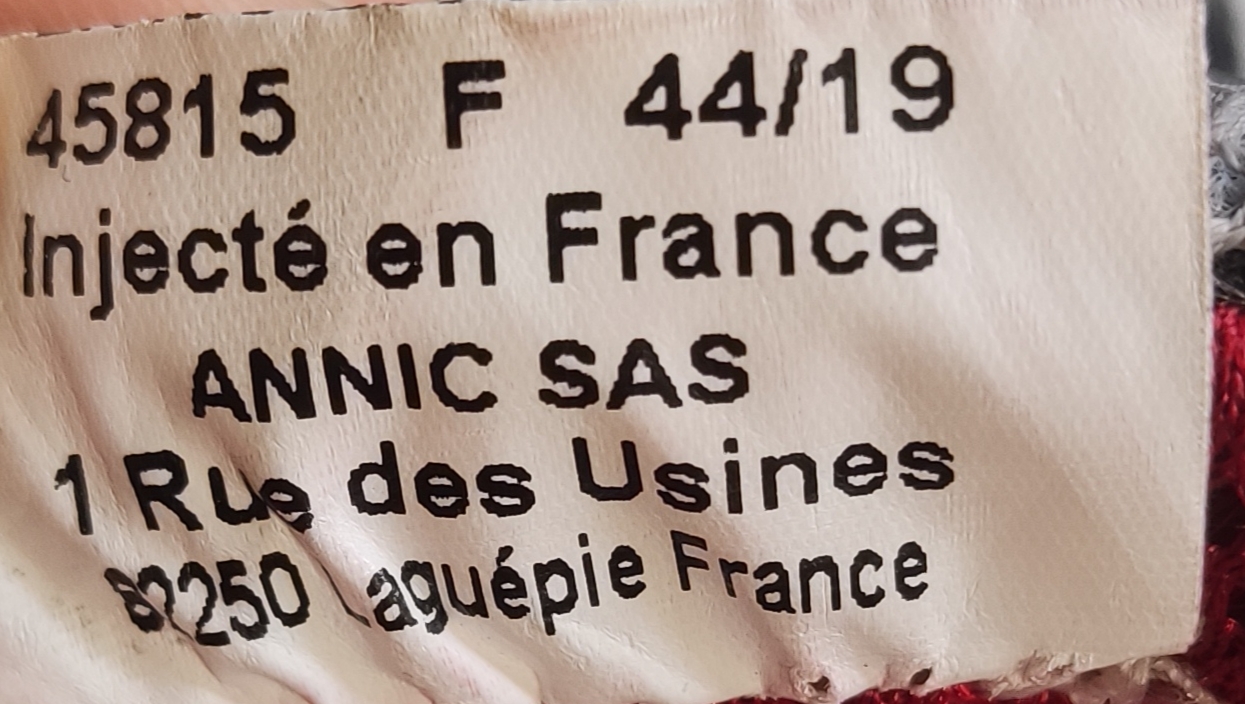 45815 F 44/19
Injecté en France
ANNIC SAS
1 Rue des Usines
82250 Laguépie France